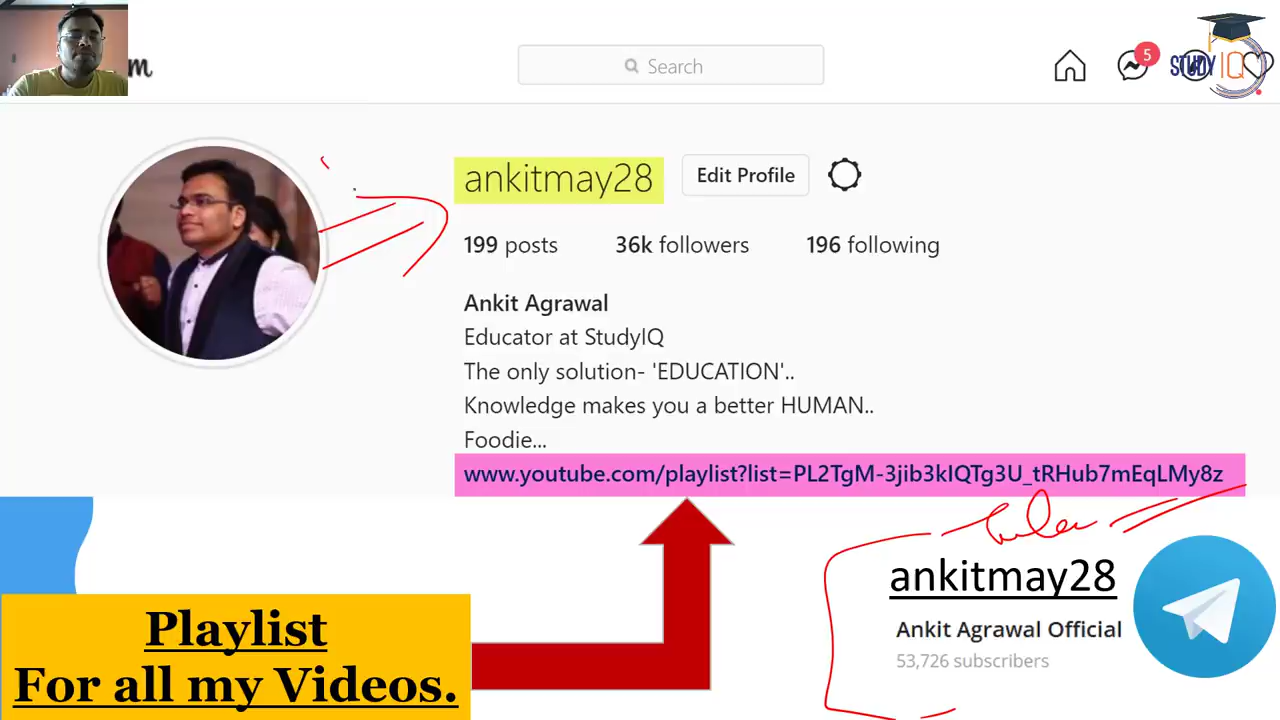 m
Search
5
STUDY IQ
ankitmay28
Edit Profile
199 posts 36k followers 196 following
Ankit Agrawal
Educator at StudyIQ
The only solution- 'EDUCATION'..
Knowledge makes you a better HUMAN..
Foodie...
www.youtube.com/playlist?list=PL2TgM-3jib3kIQTg3U_tRHub7mEqLMy8z
ankitmay28
Ankit Agrawal Official
53,726 subscribers
Playlist
For all my Videos.